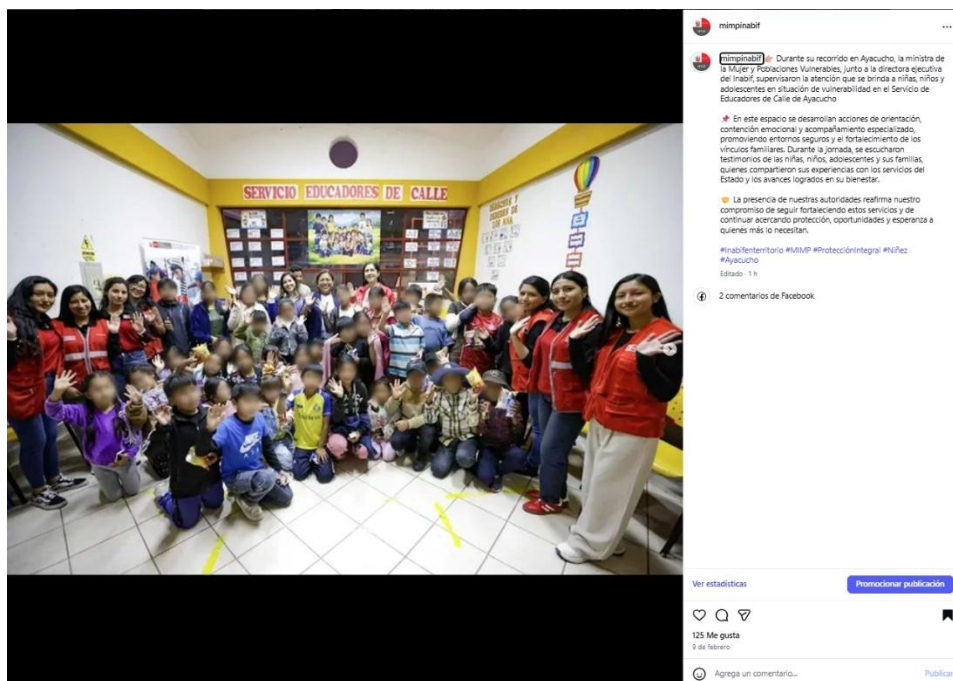 SERVICIO EDUCADORES DE CALLE
DERECHOS Y
DEBERES DE
LOS NNA
mimpinabif
mimpinabif 👉 Durante su recorrido en Ayacucho, la ministra de
la Mujer y Poblaciones Vulnerables, junto a la directora ejecutiva
del Inabif, supervisaron la atención que se brinda a niñas, niños y
adolescentes en situación de vulnerabilidad en el Servicio de
Educadores de Calle de Ayacucho
📌 En este espacio se desarrollan acciones de orientación,
contención emocional y acompañamiento especializado,
promoviendo entornos seguros y el fortalecimiento de los
vínculos familiares. Durante la jornada, se escucharon
testimonios de las niñas, niños, adolescentes y sus familias,
quienes compartieron sus experiencias con los servicios del
Estado y los avances logrados en su bienestar.
🤝 La presencia de nuestras autoridades reafirma nuestro
compromiso de seguir fortaleciendo estos servicios y de
continuar acercando protección, oportunidades y esperanza a
quienes más lo necesitan.
#Inabifenterritorio #MIMP #ProtecciónIntegral #Niñez
#Ayacucho
Editado · 1 h
2 comentarios de Facebook
Ver estadísticas
Promocionar publicación
125 Me gusta
9 de febrero
Agrega un comentario...
Publicar